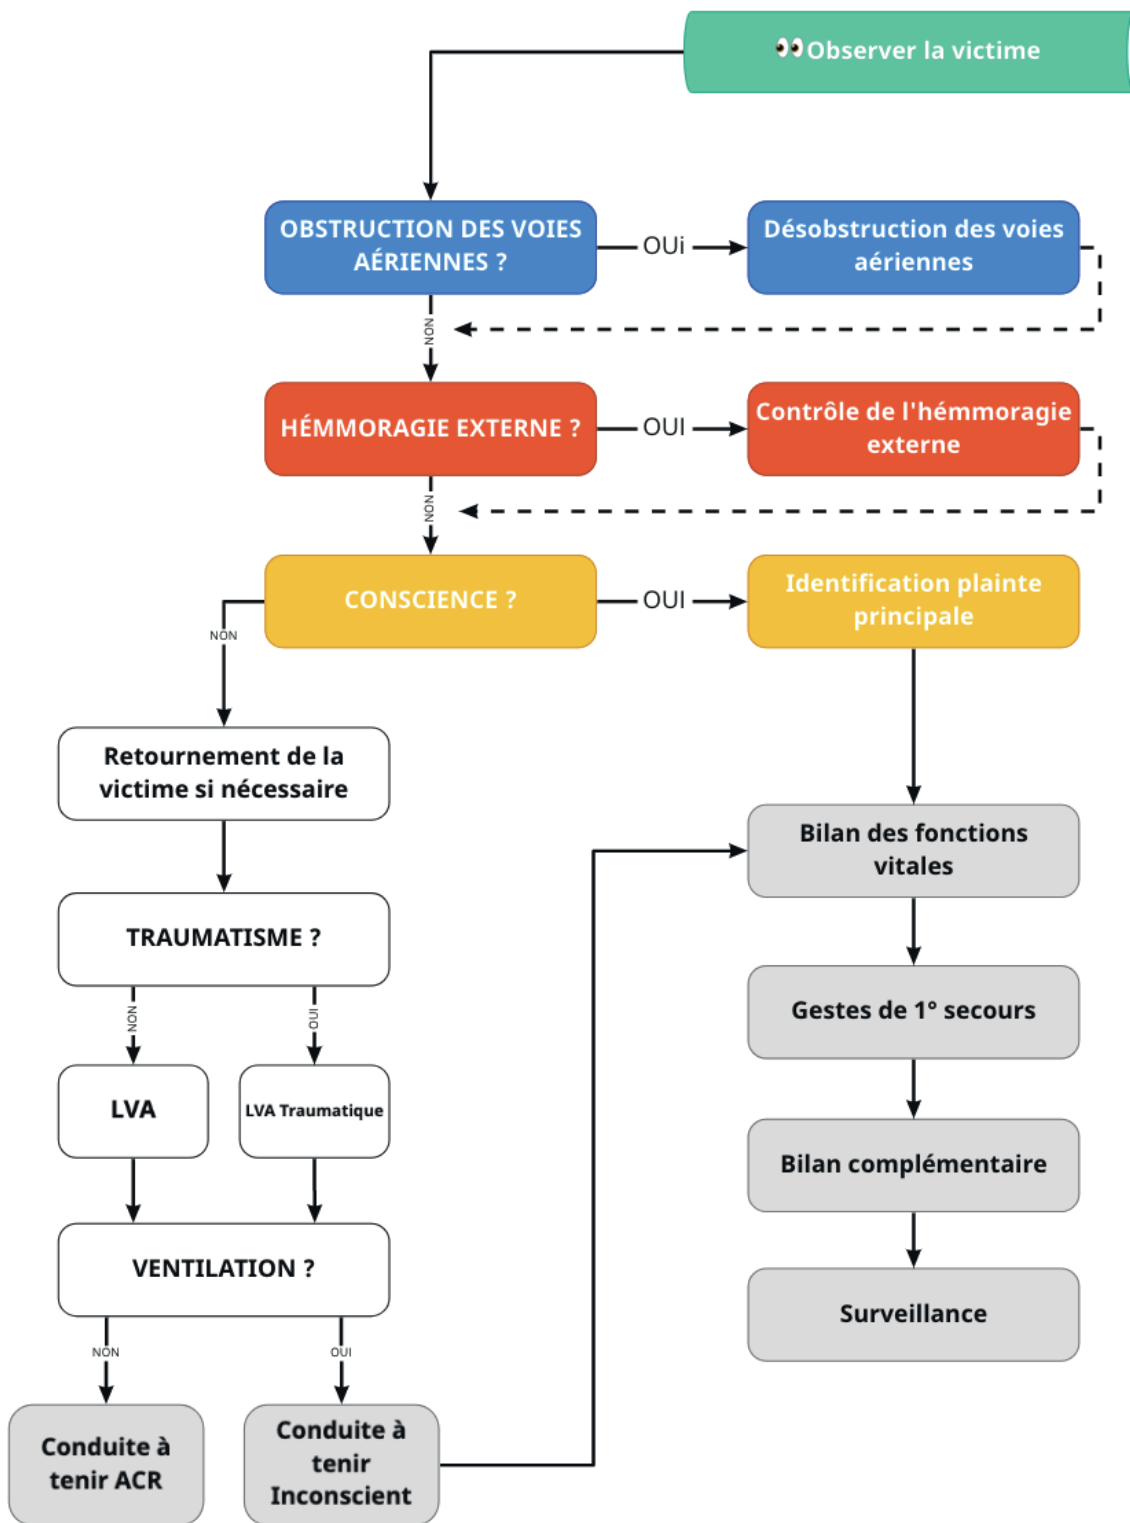 👀Observer la victime
OBSTRUCTION DES VOIES
AÉRIENNES ?
OUi
Désobstruction des voies
aériennes
NON
HÉMMORAGIE EXTERNE ?
OUI
Contrôle de l'hémmoragie
externe
NON
CONSCIENCE ?
OUI
Identification plainte
principale
NON
Retournement de la
victime si nécessaire
Bilan des fonctions
vitales
TRAUMATISME ?
NON
OUI
Gestes de 1° secours
LVA
LVA Traumatique
Bilan complémentaire
VENTILATION ?
Surveillance
NON
OUI
Conduite à
tenir ACR
Conduite à
tenir
Inconscient